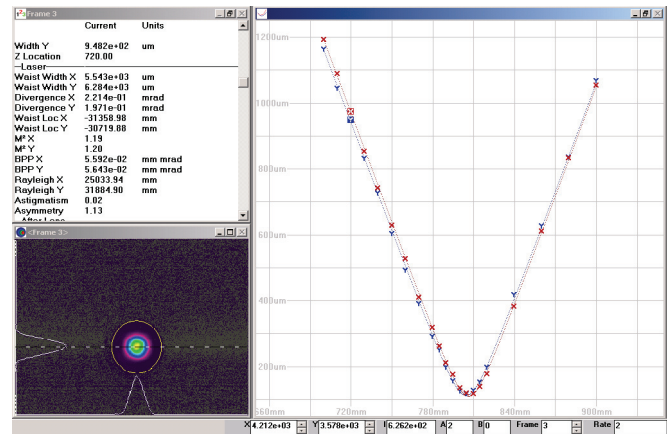 Frame 3
Current Units
Width Y 9.482e+02 um
Z Location 720.00
Laser
Waist Width X 5.543e+03 um
Waist Width Y 6.284e+03 um
Divergence X 2.214e-01 mrad
Divergence Y 1.971e-01 mrad
Waist Loc X -31358.98 mm
Waist Loc Y -30719.88 mm
M² X 1.19
M² Y 1.20
BPP X 5.592e-02 mm mrad
BPP Y 5.643e-02 mm mrad
Rayleigh X 25033.94 mm
Rayleigh Y 31884.90 mm
Astigmatism 0.02
Asymmetry 1.13
After Lens
<Frame 3>
1200um
1000um
800um
600um
400um
200um
660mm 720mm 780mm 840mm 900mm
X 4.212e+03 Y 3.578e+03 I 6.262e+02 A 2 B 0 Frame 3 Rate 2